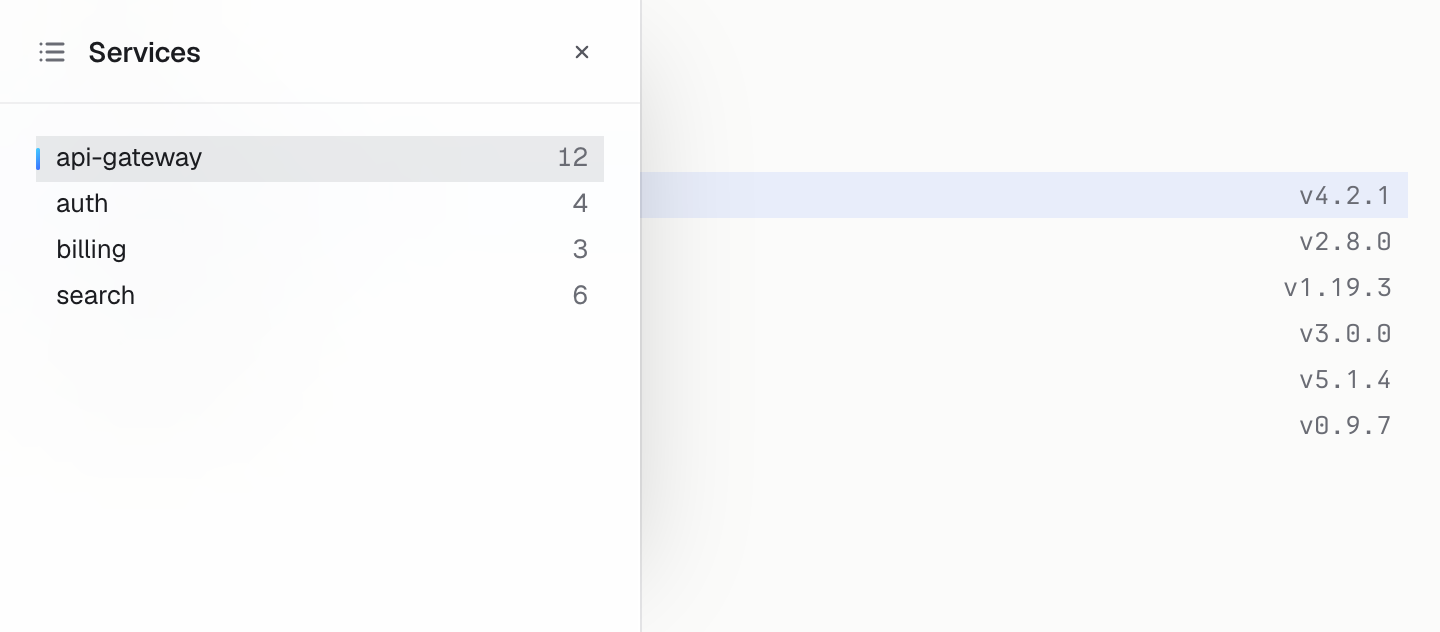 Services
api-gateway 12
auth 4
billing 3
search 6
v4.2.1
v2.8.0
v1.19.3
v3.0.0
v5.1.4
v0.9.7